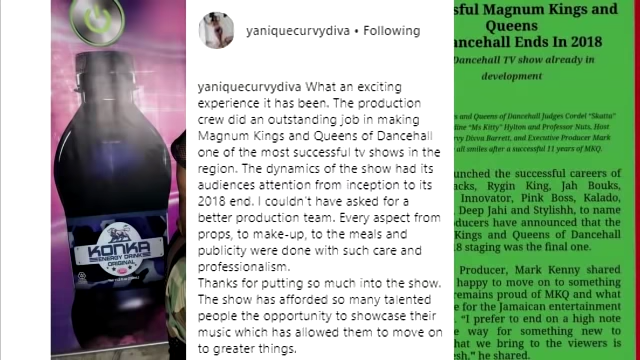 KONKA
ENERGY DRINK
ORIGINAL
yaniquecurvydiva • Following
yaniquecurvydiva What an exciting
experience it has been. The production
crew did an outstanding job in making
Magnum Kings and Queens of Dancehall
one of the most successful tv shows in the
region. The dynamics of the show had its
audiences attention from inception to its
2018 end. I couldn't have asked for a
better production team. Every aspect from
props, to make-up, to the meals and
publicity were done with such care and
professionalism.
Thanks for putting so much into the show.
The show has afforded so many talented
people the opportunity to showcase their
music which has allowed them to move on
to greater things.
sful Magnum Kings and
Queens
ancehall Ends In 2018
Dancehall TV show already in
development
s and Queens of Dancehall Judges Cordel "Skatta"
line "Ms Kitty" Hylton and Professor Nuts, Host
rvy Divva Barrett, and Executive Producer Mark
all smiles after a successful 11 years of MKQ.
unched the successful careers of
acks, Rygin King, Jah Bouks,
Innovator, Pink Boss, Kalado,
Deep Jahi and Stylishh, to name
ducers have announced that the
Kings and Queens of Dancehall
8 staging was the final one.
Producer, Mark Kenny shared
happy to move on to something
remains proud of MKQ and what
e for the Jamaican entertainment
"I prefer to end on a high note
e way for something new to
hat we bring to the viewers is
esh," he shared.